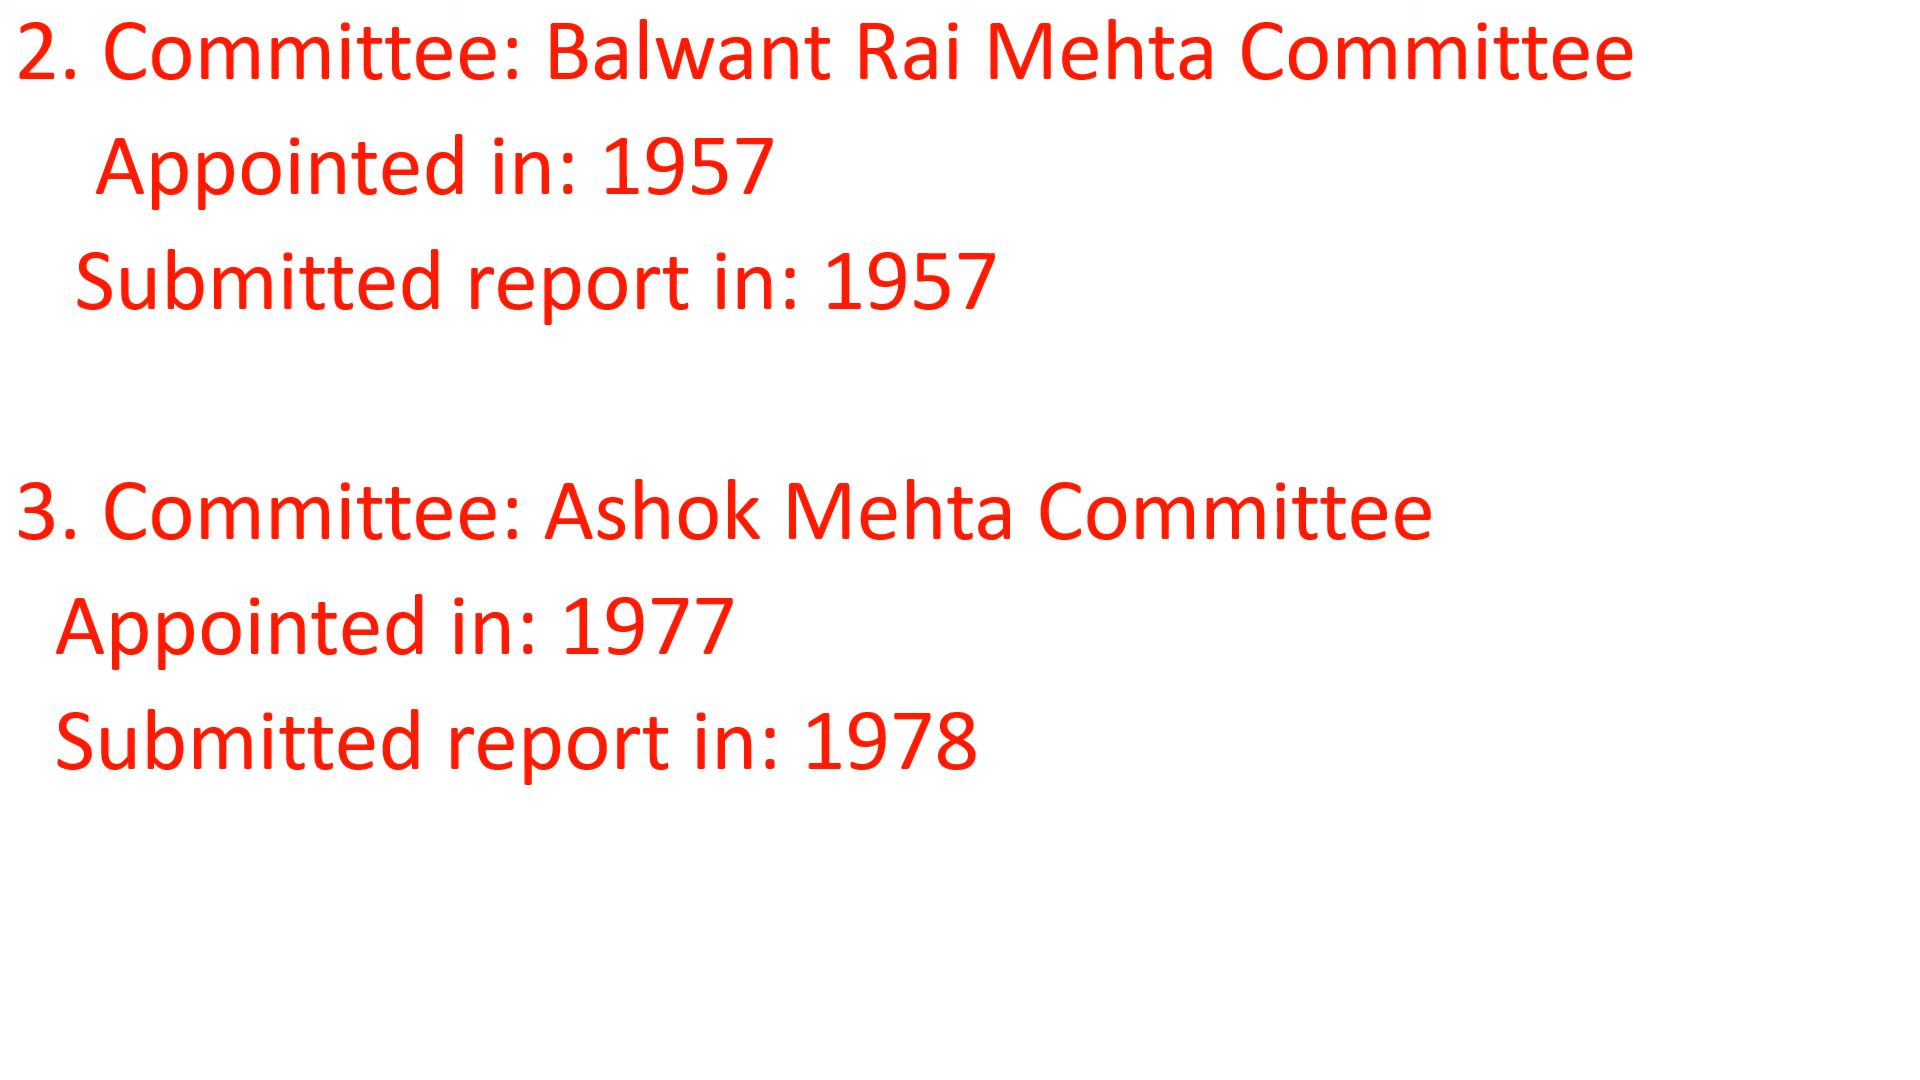 2. Committee: Balwant Rai Mehta Committee
Appointed in: 1957
Submitted report in: 1957
3. Committee: Ashok Mehta Committee
Appointed in: 1977
Submitted report in: 1978